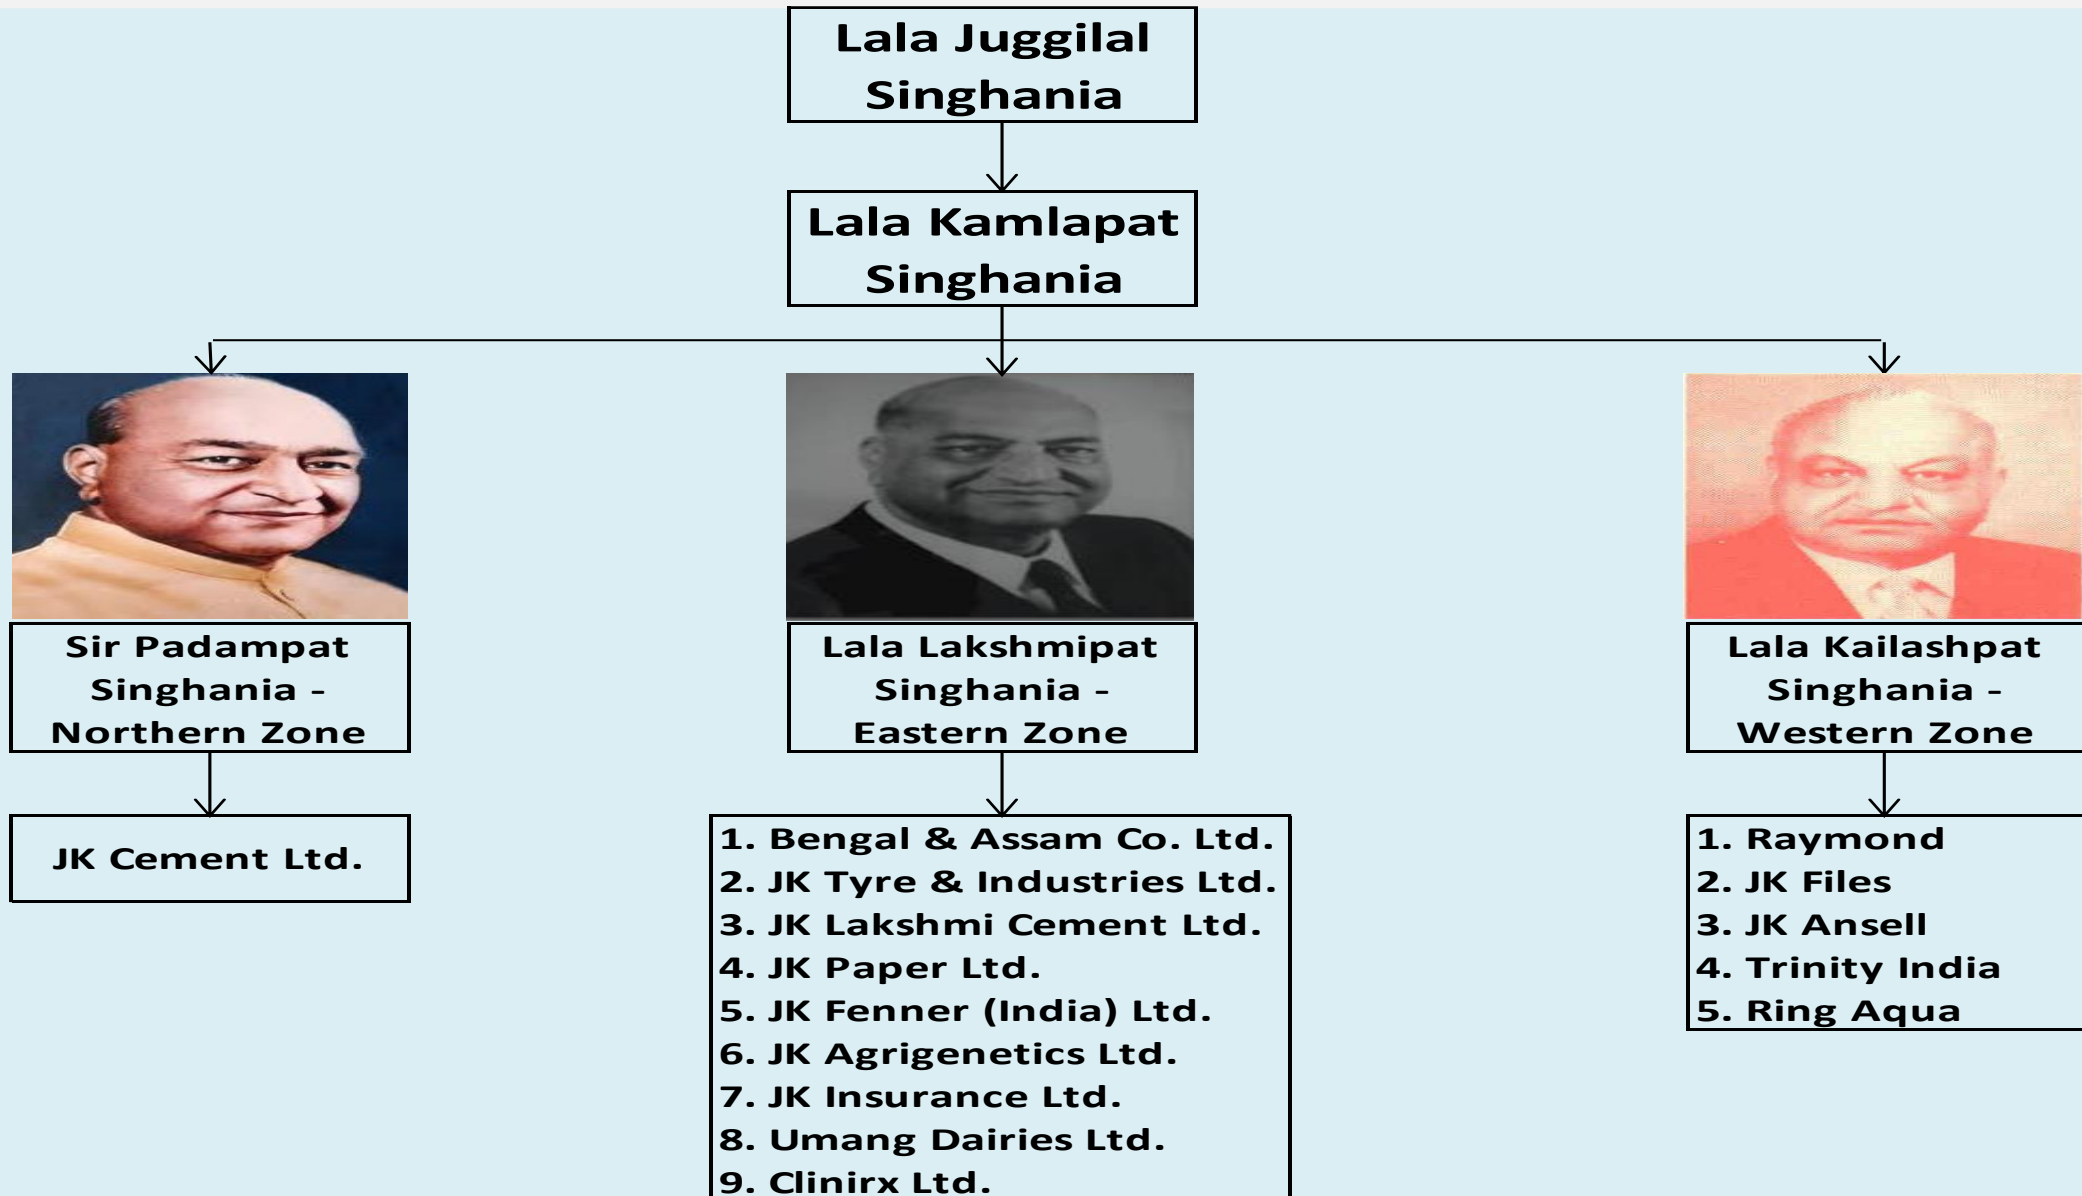 Lala Juggilal
Singhania
Lala Kamlapat
Singhania
Sir Padampat
Singhania -
Northern Zone
Lala Lakshmipat
Singhania -
Eastern Zone
Lala Kailashpat
Singhania -
Western Zone
JK Cement Ltd.
1. Bengal & Assam Co. Ltd.
2. JK Tyre & Industries Ltd.
3. JK Lakshmi Cement Ltd.
4. JK Paper Ltd.
5. JK Fenner (India) Ltd.
6. JK Agrigenetics Ltd.
7. JK Insurance Ltd.
8. Umang Dairies Ltd.
9. Clinirx Ltd.
1. Raymond
2. JK Files
3. JK Ansell
4. Trinity India
5. Ring Aqua